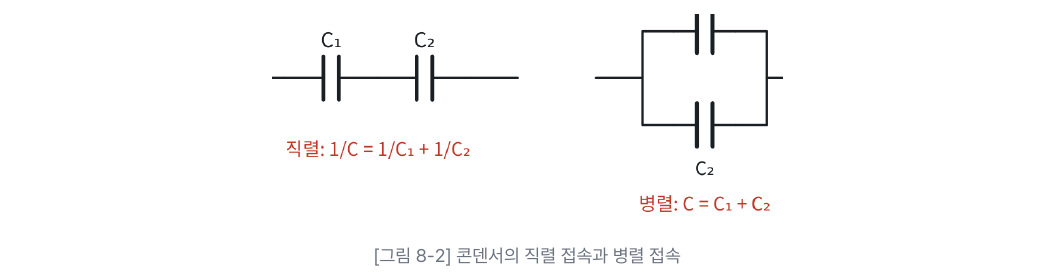 C₁ C₂
직렬: 1/C = 1/C₁ + 1/C₂
C₂
병렬: C = C₁ + C₂
[그림 8-2] 콘덴서의 직렬 접속과 병렬 접속